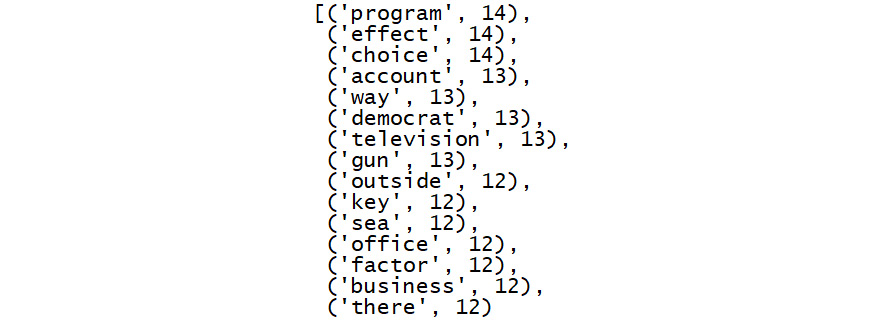 [('program', 14),
('effect', 14),
('choice', 14),
('account', 13),
('way', 13),
('democrat', 13),
('television', 13),
('gun', 13),
('outside', 12),
('key', 12),
('sea', 12),
('office', 12),
('factor', 12),
('business', 12),
('there', 12)